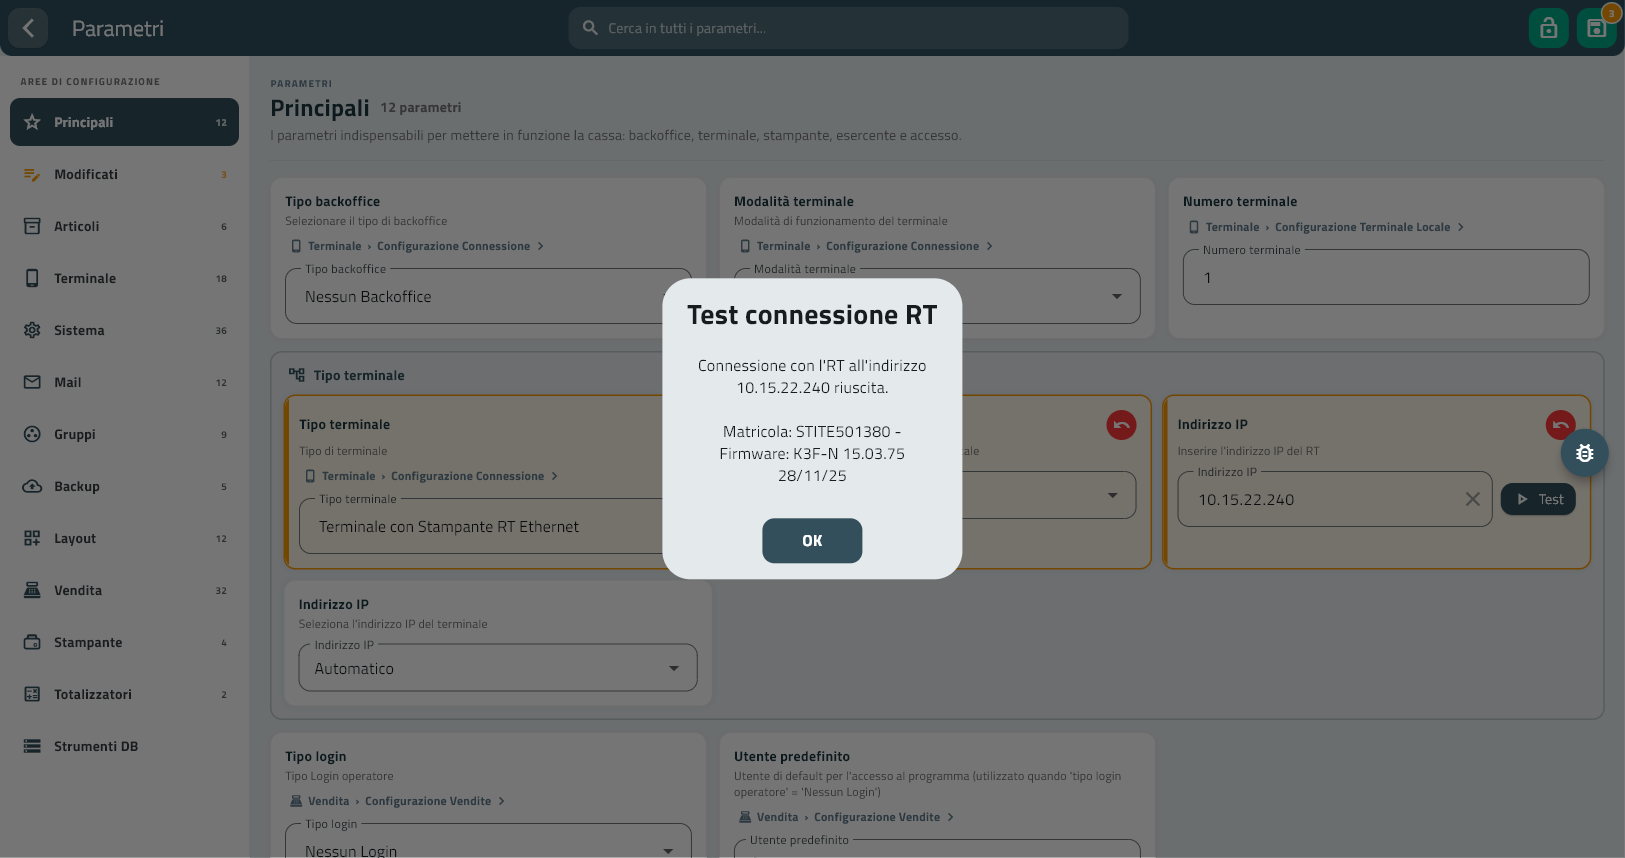 Parametri
Cerca in tutti i parametri...
3
AREE DI CONFIGURAZIONE
Principali 12
Modificati 3
Articoli 6
Terminale 18
Sistema 36
Mail 12
Gruppi 9
Backup 5
Layout 12
Vendita 32
Stampante 4
Totalizzatori 2
Strumenti DB
PARAMETRI
Principali 12 parametri
I parametri indispensabili per mettere in funzione la cassa: backoffice, terminale, stampante, esercente e accesso.
Tipo backoffice
Selezionare il tipo di backoffice
Terminale › Configurazione Connessione >
Tipo backoffice
Nessun Backoffice
Modalità terminale
Modalità di funzionamento del terminale
Terminale › Configurazione Connessione >
Modalità terminale
Numero terminale
Terminale › Configurazione Terminale Locale >
Numero terminale
1
Tipo terminale
Tipo terminale
Tipo di terminale
Terminale › Configurazione Connessione >
Tipo terminale
Terminale con Stampante RT Ethernet
ale
Indirizzo IP
Inserire l'indirizzo IP del RT
Indirizzo IP
10.15.22.240
Test
Indirizzo IP
Seleziona l'indirizzo IP del terminale
Indirizzo IP
Automatico
Tipo login
Tipo Login operatore
Vendita › Configurazione Vendite >
Tipo login
Nessun Login
Utente predefinito
Utente di default per l'accesso al programma (utilizzato quando 'tipo login
operatore' = 'Nessun Login')
Vendita › Configurazione Vendite >
Utente predefinito
Test connessione RT
Connessione con l'RT all'indirizzo
10.15.22.240 riuscita.
Matricola: STITE501380 -
Firmware: K3F-N 15.03.75
28/11/25
OK